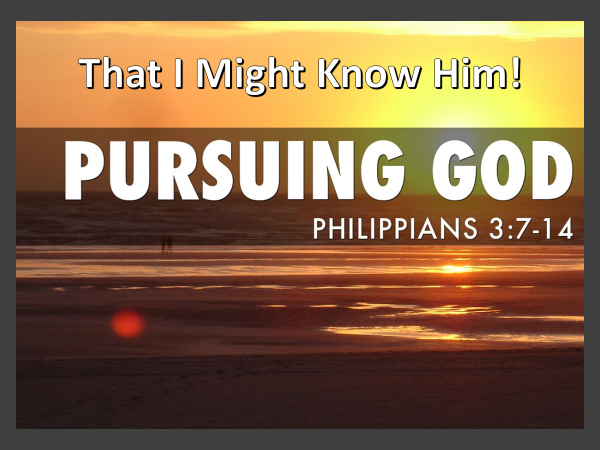 That I Might Know Him!
PURSUING GOD
PHILIPPIANS 3:7-14